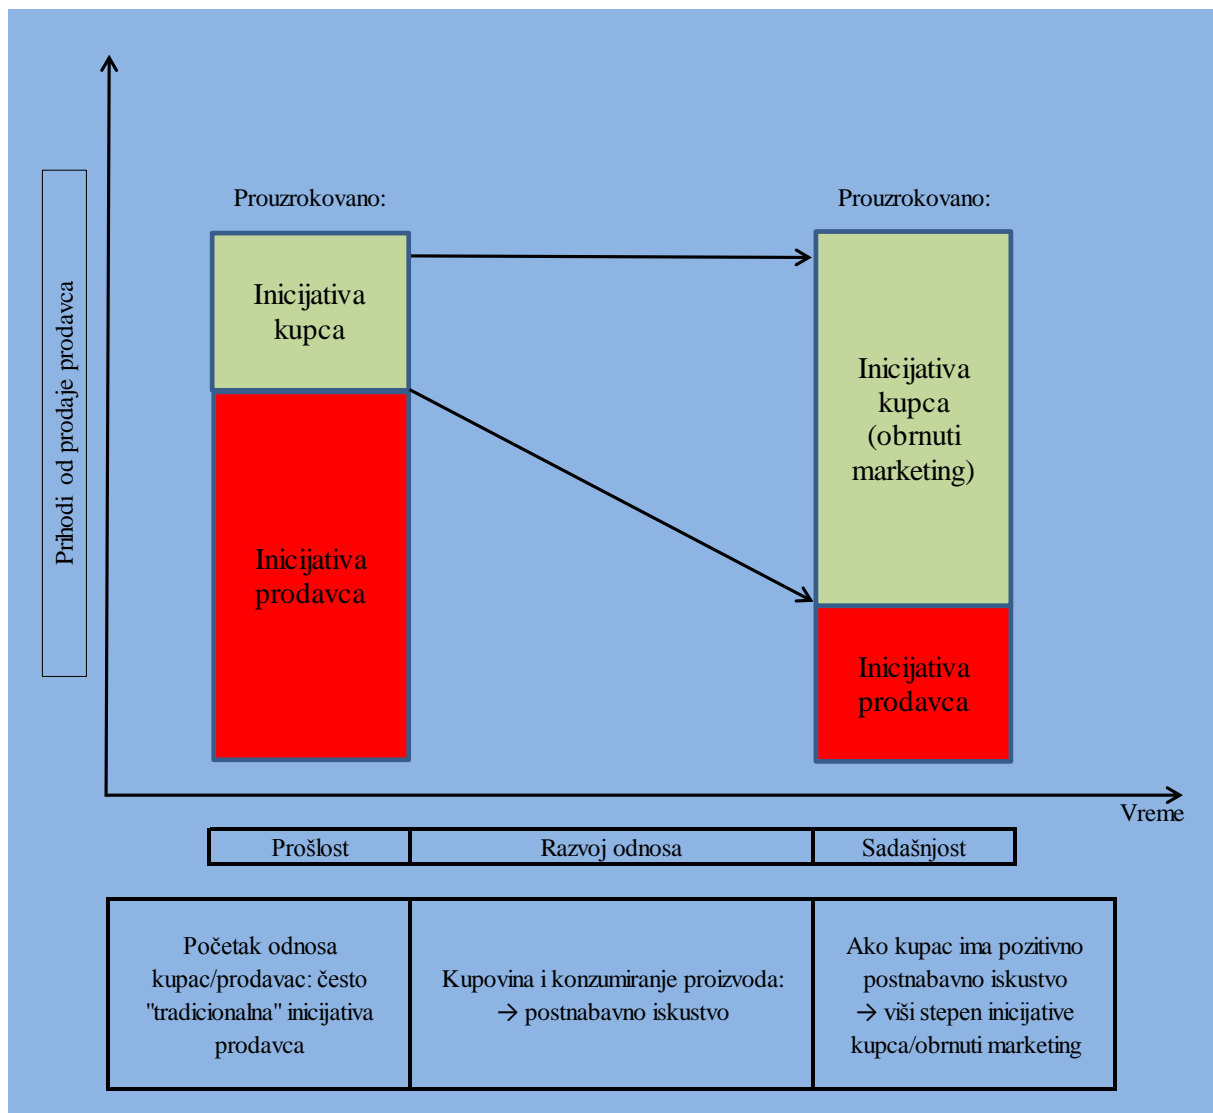 Prouzrokovano:
Prouzrokovano:
Prihodi od prodaje prodavca
Inicijativa
kupca
Inicijativa
prodavca
Inicijativa
kupca
(obrnuti
marketing)
Inicijativa
prodavca
Vreme
Prošlost
Razvoj odnosa
Sadašnjost
Početak odnosa
kupac/prodavac: često
"tradicionalna" inicijativa
prodavca
Kupovina i konzumiranje proizvoda:
→ postnabavno iskustvo
Ako kupac ima pozitivno
postnabavno iskustvo
→ viši stepen inicijative
kupca/obrnuti marketing